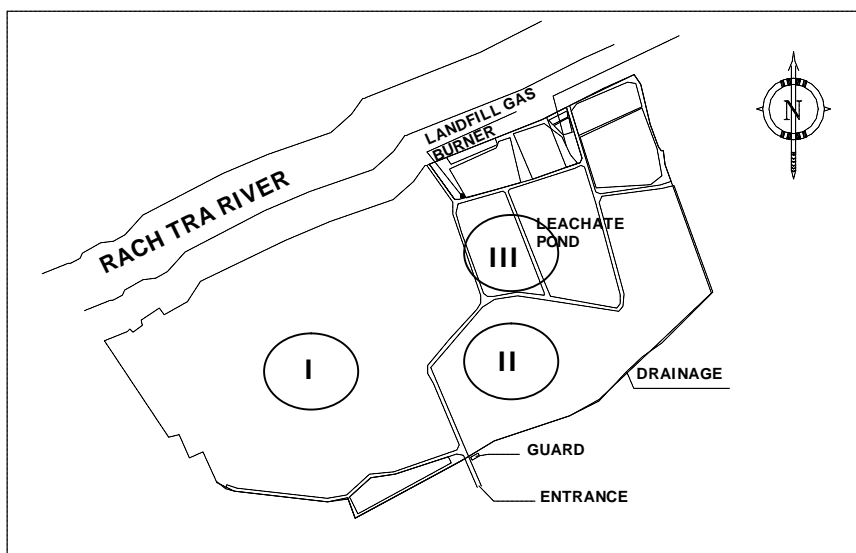 LANDFILL GAS
BURNER
N
RACH TRA RIVER
LEACHATE
POND
III
I
II
DRAINAGE
GUARD
ENTRANCE